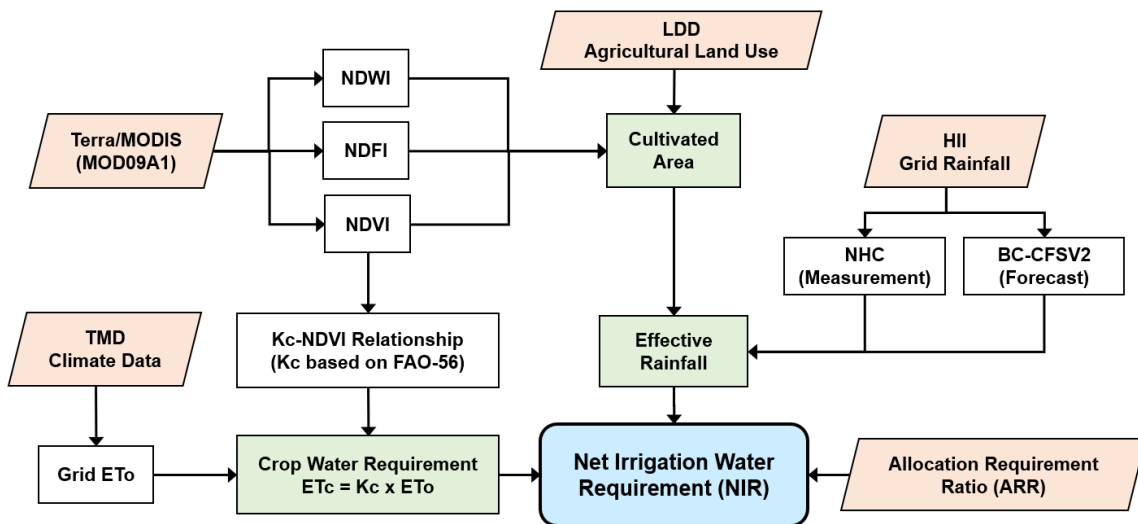 LDD
Agricultural Land Use
NDWI
Terra/MODIS
(MOD09A1)
NDFI
Cultivated
Area
HII
Grid Rainfall
NDVI
NHC
(Measurement)
BC-CFSV2
(Forecast)
TMD
Climate Data
Kc-NDVI Relationship
(Kc based on FAO-56)
Effective
Rainfall
Grid ETo
Crop Water Requirement
ETc = Kc x ETo
Net Irrigation Water
Requirement (NIR)
Allocation Requirement
Ratio (ARR)